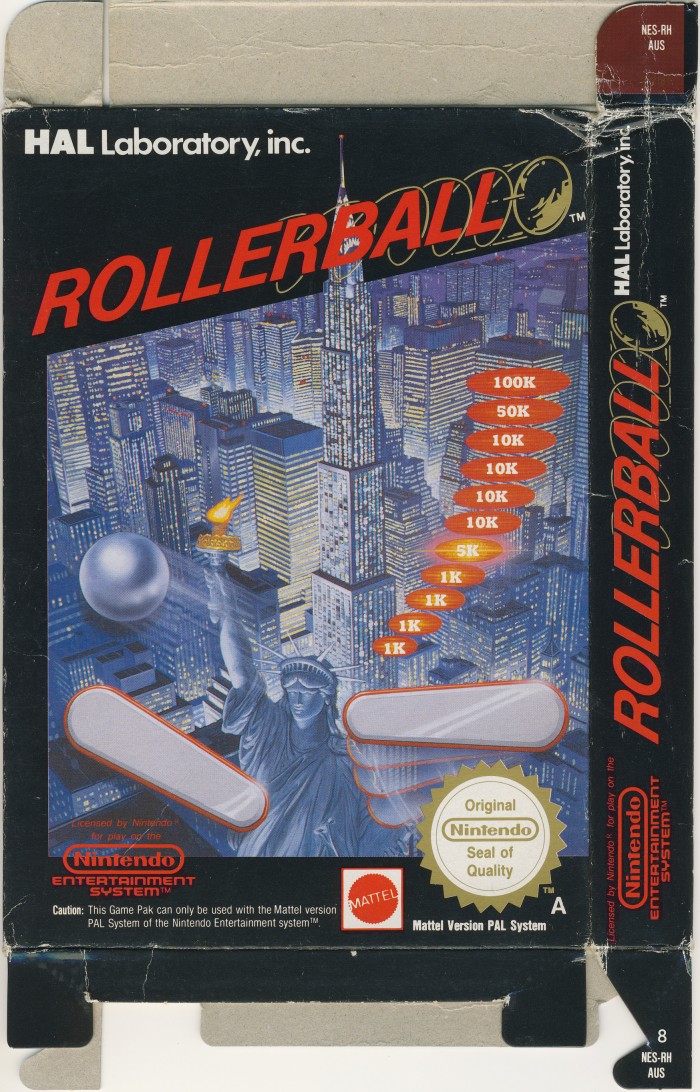 NES-RH
AUS
HAL Laboratory, inc.
ROLLERBALL
TM
100K
50K
10K
10K
10K
10K
5K
1K
1K
1K
1K
Licensed by Nintendo®
for play on the
Nintendo
ENTERTAINMENT
SYSTEM™
Caution: This Game Pak can only be used with the Mattel version
PAL System of the Nintendo Entertainment system™.
MATTEL
Original
Nintendo
Seal of
Quality
TM
A
Mattel Version PAL System
HAL Laboratory, inc.
ROLLERBALL
TM
Licensed by Nintendo® for play on the
Nintendo
ENTERTAINMENT
SYSTEM™
8
NES-RH
AUS